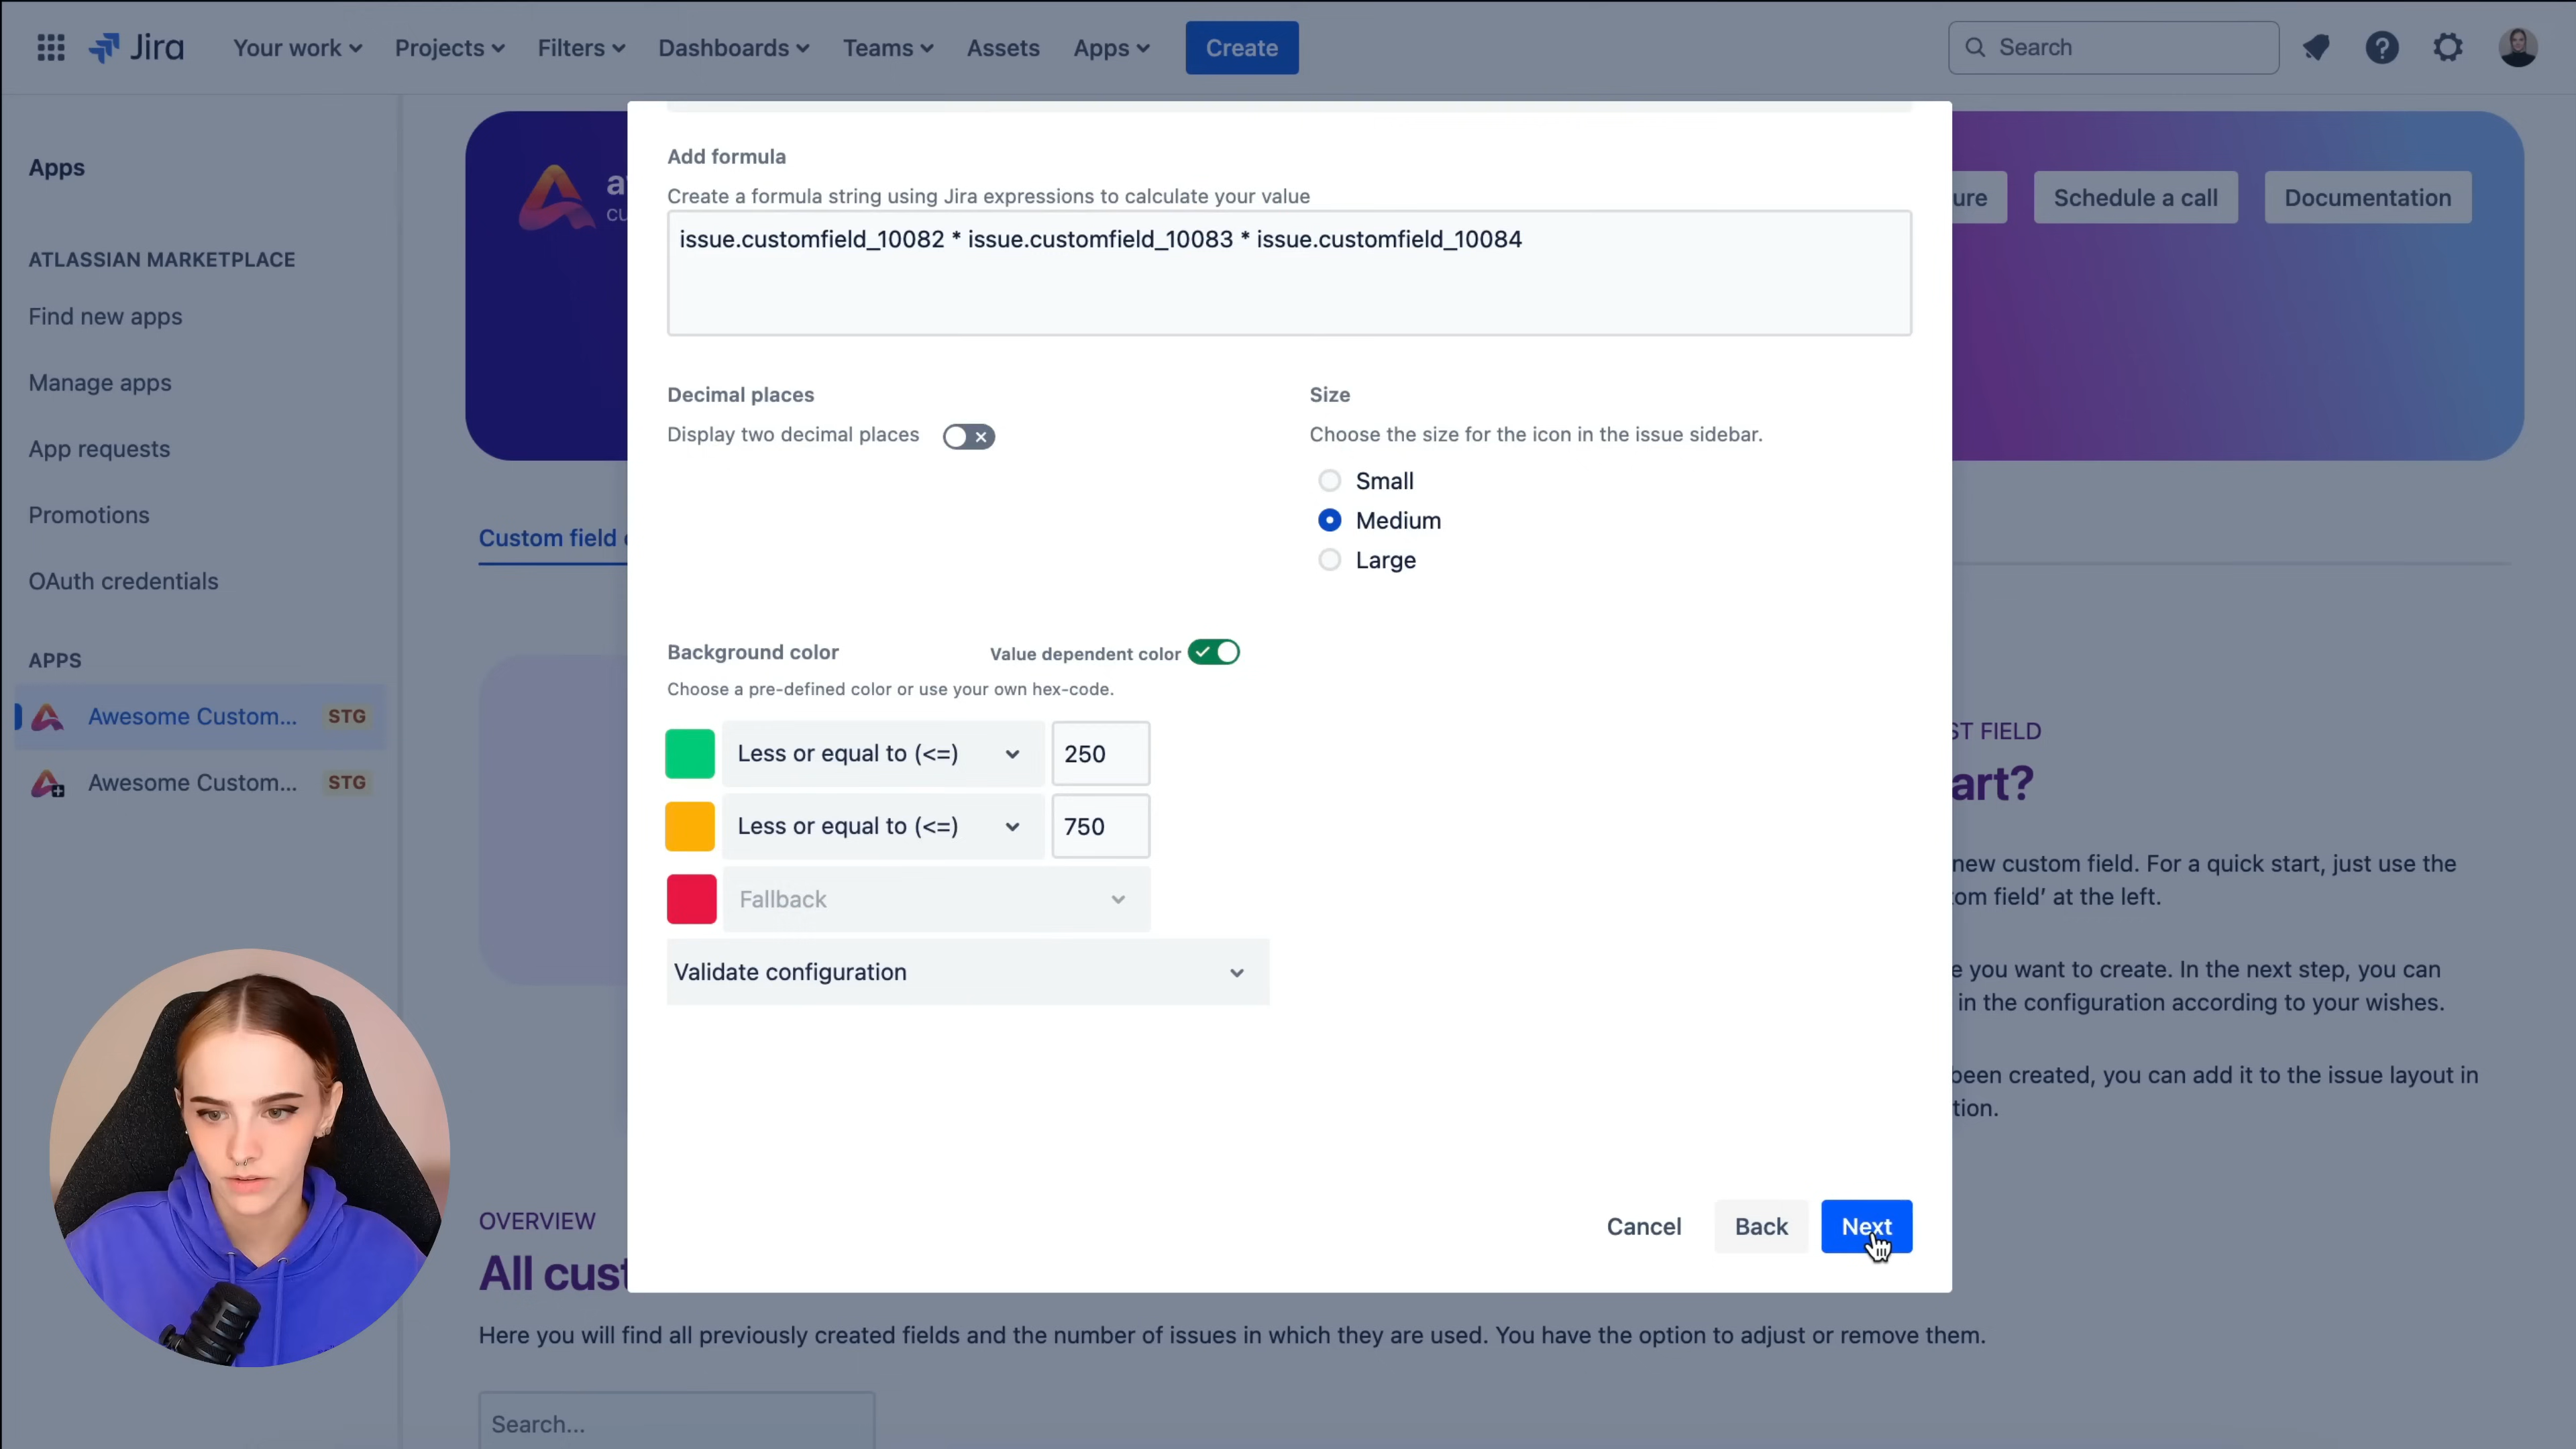 Jira
Your work
Projects
Filters
Dashboards
Teams
Assets
Apps
Create
Search
Apps
ATLASSIAN MARKETPLACE
Find new apps
Manage apps
App requests
Promotions
OAuth credentials
APPS
Awesome Custom... STG
Awesome Custom... STG
Schedule a call
Documentation
Custom field
Add formula
Create a formula string using Jira expressions to calculate your value
issue.customfield_10082 * issue.customfield_10083 * issue.customfield_10084
Decimal places
Display two decimal places
Size
Choose the size for the icon in the issue sidebar.
Small
Medium
Large
Background color
Value dependent color
Choose a pre-defined color or use your own hex-code.
Less or equal to (<=) 250
Less or equal to (<=) 750
Fallback
Validate configuration
Cancel
Back
Next
ST FIELD
art?
new custom field. For a quick start, just use the
om field’ at the left.
e you want to create. In the next step, you can
in the configuration according to your wishes.
been created, you can add it to the issue layout in
tion.
OVERVIEW
All cust
Here you will find all previously created fields and the number of issues in which they are used. You have the option to adjust or remove them.
Search...